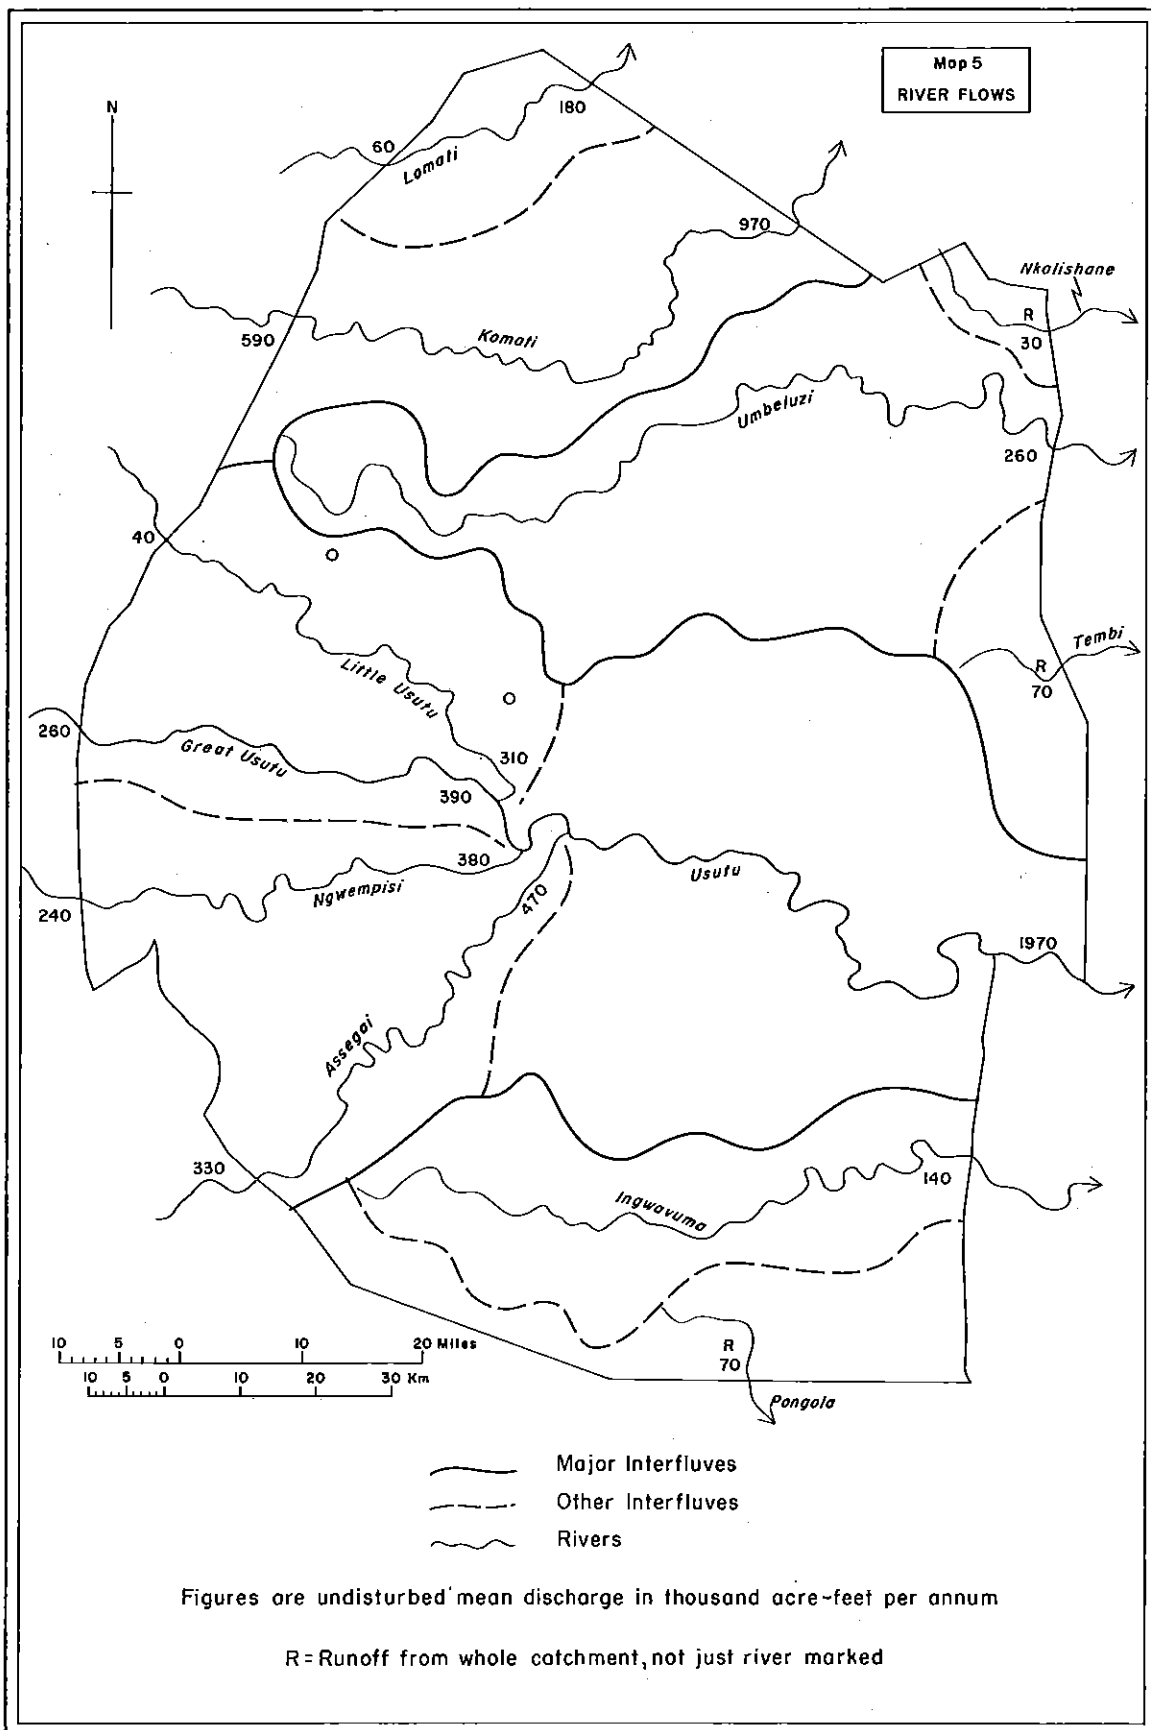 Map 5
RIVER FLOWS
N
180
60
Lomati
970
Nkalishane
R
30
590
Komati
Umbeluzi
260
40
Little Usutu
Tembi
R
70
260
Great Usutu
310
390
380
Ngwempisi
240
470
Usutu
1970
Assegai
330
140
Ingwavuma
10 5 0 10 20 Miles
10 5 0 10 20 30 Km
R
70
Pongola
Major Interfluves
Other Interfluves
Rivers
Figures are undisturbed mean discharge in thousand acre-feet per annum
R = Runoff from whole catchment, not just river marked